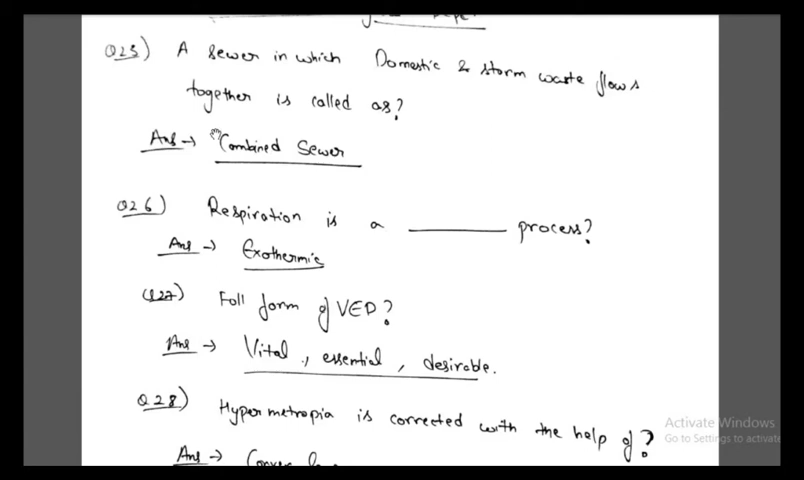 Q25) A sewer in which Domestic & storm waste flows
together is called as?
Ans → Combined Sewer
Q26) Respiration is a ______ process?
Ans → Exothermic
Q27) Foll form of VED?
Ans → Vital, essential, desirable.
Q28) Hypermetropia is corrected with the help of?
Ans →
Activate Windows
Go to Settings to activate